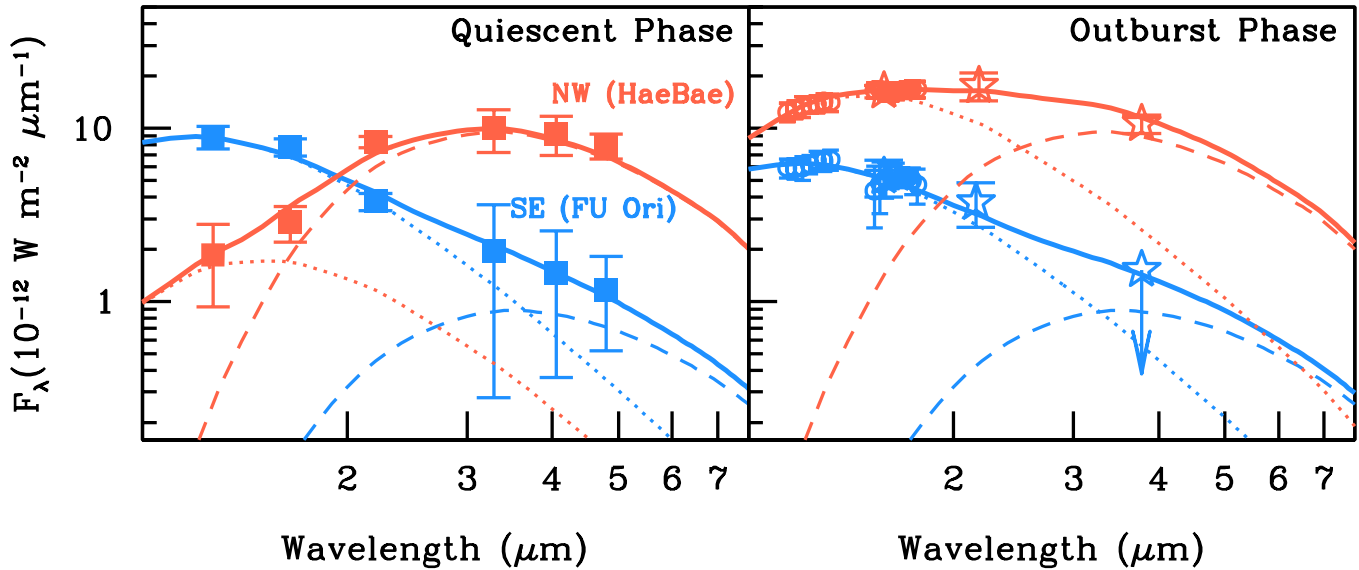 Quiescent Phase
Outburst Phase
NW (HaeBae)
SE (FU Ori)
F_λ(10^−12 W m^−2 μm^−1)
10
1
2 3 4 5 6 7
2 3 4 5 6 7
Wavelength (μm)
Wavelength (μm)